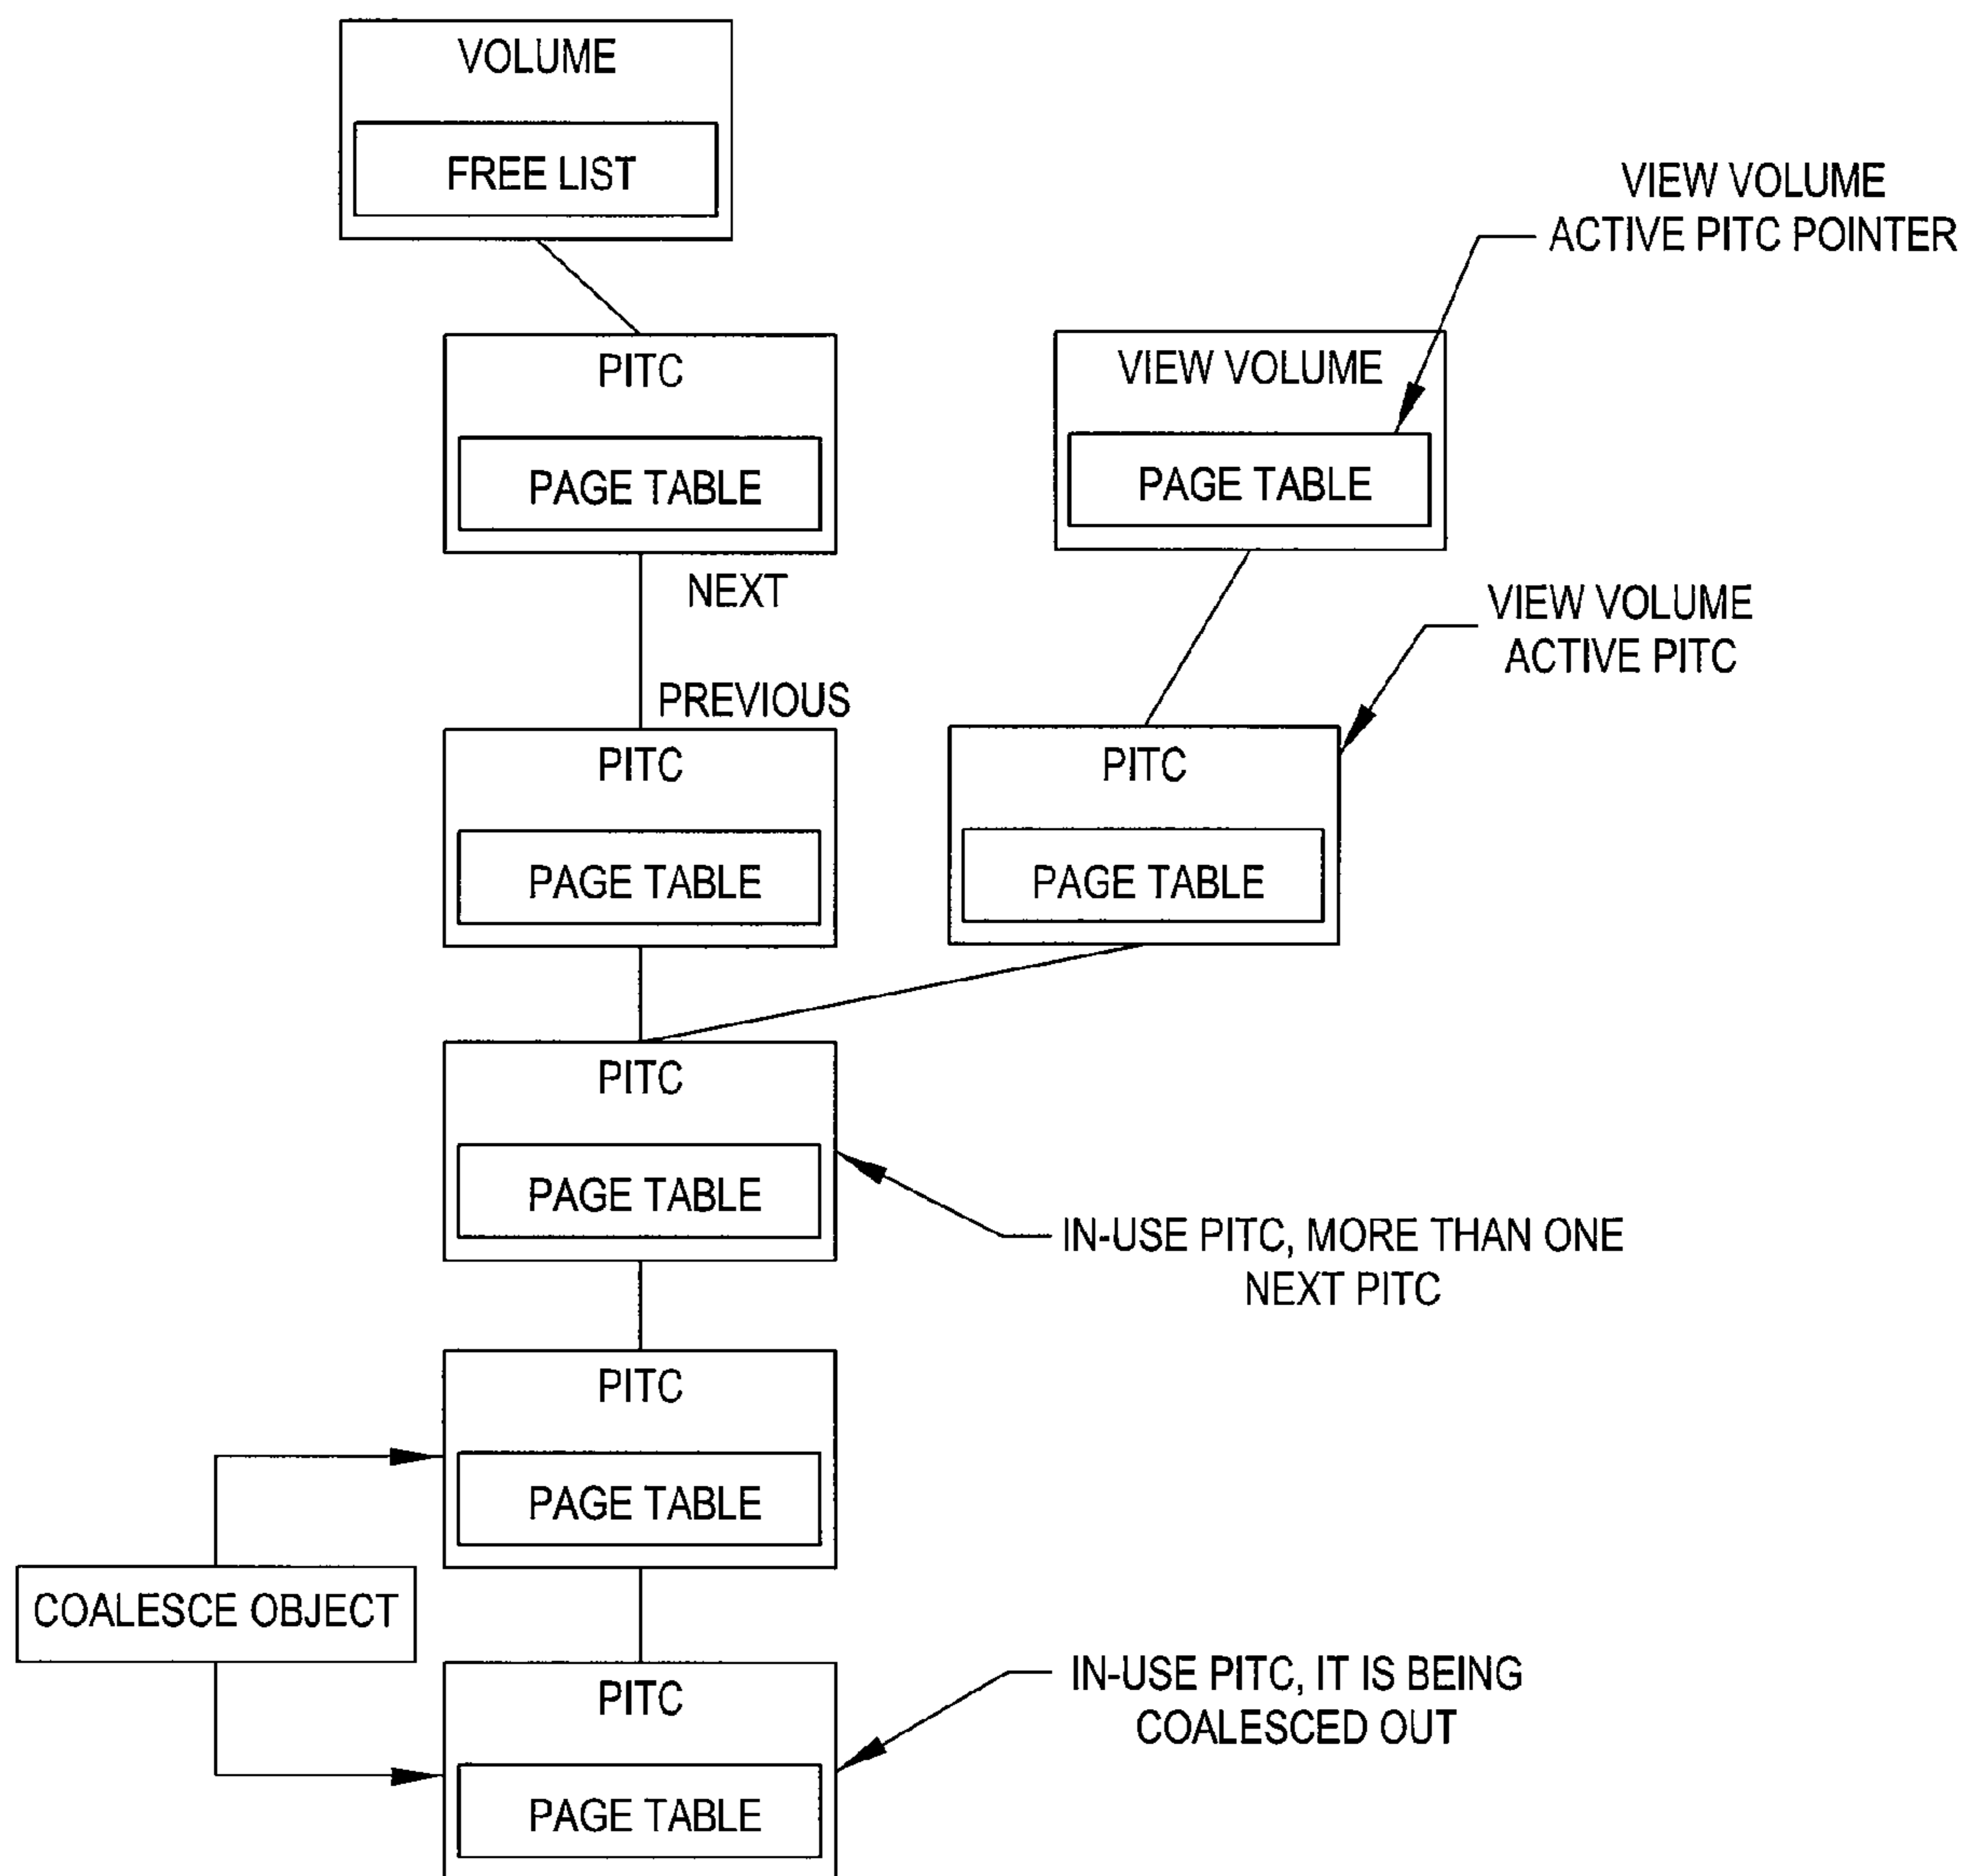 VOLUME
FREE LIST
VIEW VOLUME
ACTIVE PITC POINTER
PITC
PAGE TABLE
VIEW VOLUME
PAGE TABLE
NEXT
PREVIOUS
VIEW VOLUME
ACTIVE PITC
PITC
PAGE TABLE
PITC
PAGE TABLE
PITC
PAGE TABLE
IN-USE PITC, MORE THAN ONE
NEXT PITC
PITC
PAGE TABLE
COALESCE OBJECT
PITC
PAGE TABLE
IN-USE PITC, IT IS BEING
COALESCED OUT